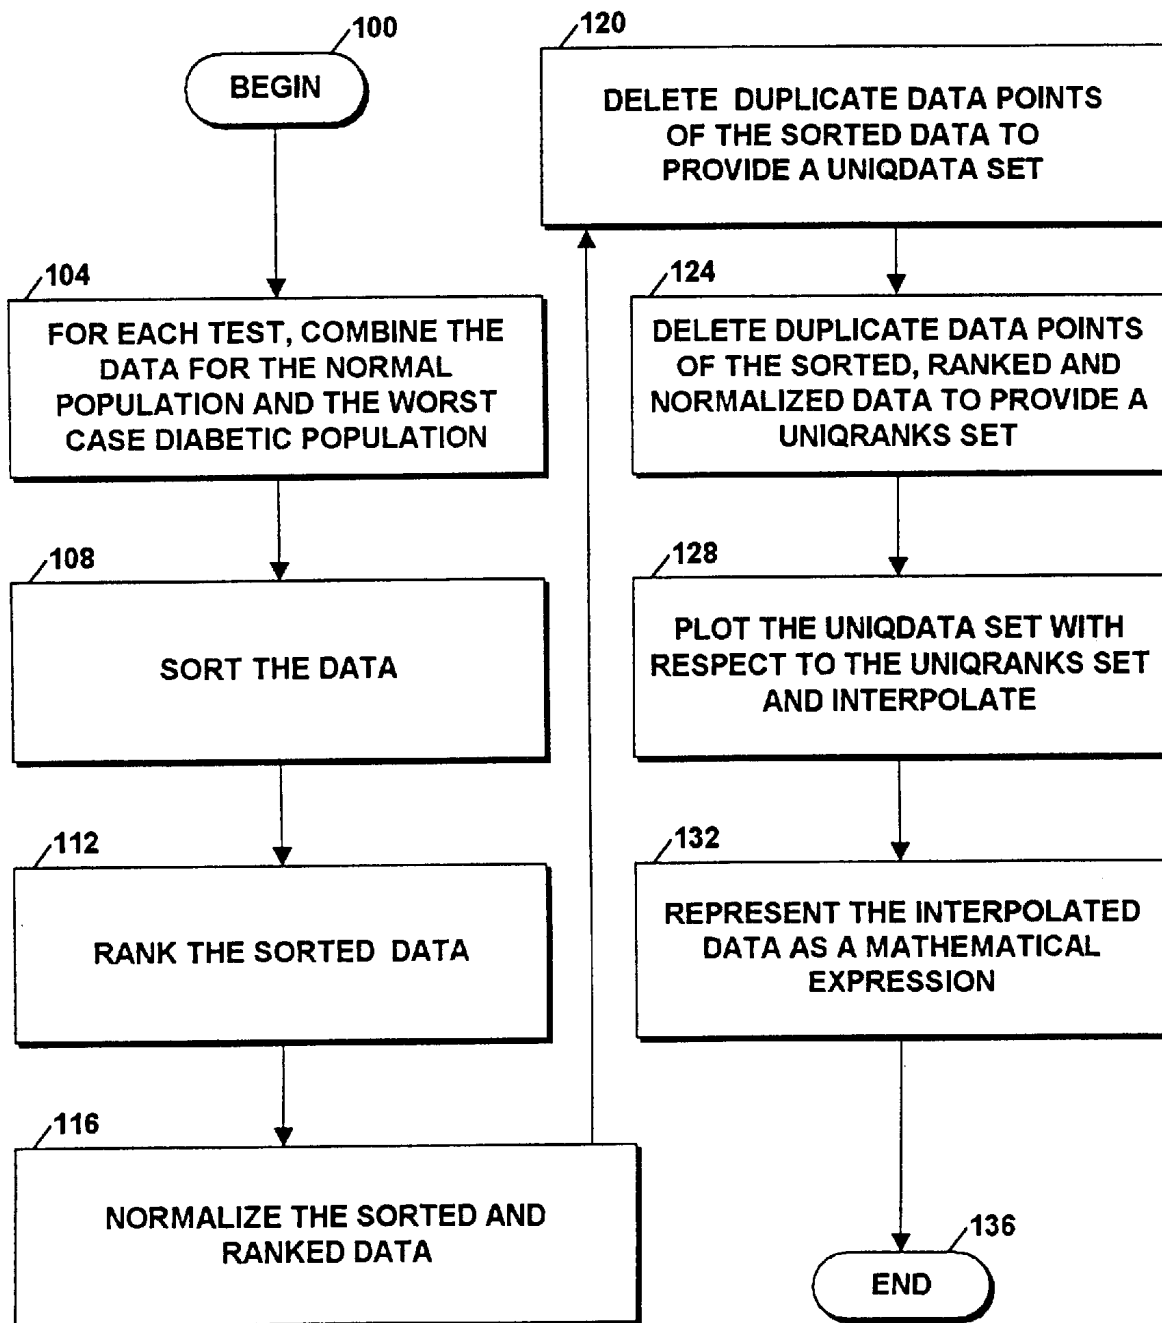 100
BEGIN
104
FOR EACH TEST, COMBINE THE
DATA FOR THE NORMAL
POPULATION AND THE WORST
CASE DIABETIC POPULATION
108
SORT THE DATA
112
RANK THE SORTED DATA
116
NORMALIZE THE SORTED AND
RANKED DATA
120
DELETE DUPLICATE DATA POINTS
OF THE SORTED DATA TO
PROVIDE A UNIQDATA SET
124
DELETE DUPLICATE DATA POINTS
OF THE SORTED, RANKED AND
NORMALIZED DATA TO PROVIDE A
UNIQRANKS SET
128
PLOT THE UNIQDATA SET WITH
RESPECT TO THE UNIQRANKS SET
AND INTERPOLATE
132
REPRESENT THE INTERPOLATED
DATA AS A MATHEMATICAL
EXPRESSION
136
END